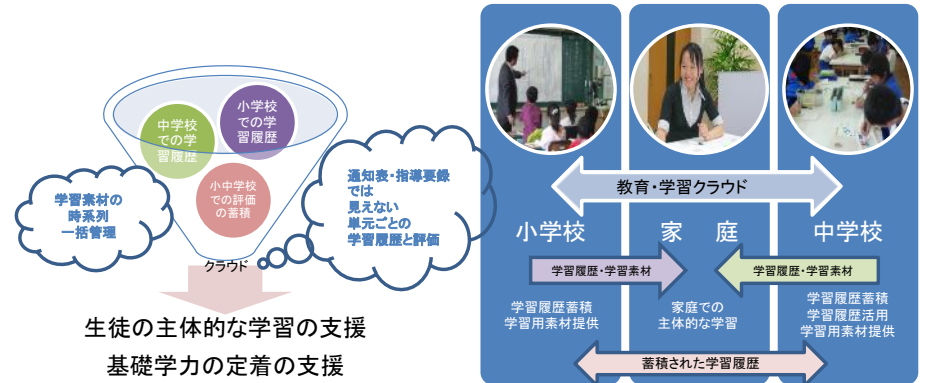 小学校
での学
習履歴
中学校
での学
習履歴
小中学校
での評価
の蓄積
学習素材の
時系列
一括管理
通知表・指導要録
では
見えない
単元ごとの
学習履歴と評価
クラウド
生徒の主体的な学習の支援
基礎学力の定着の支援
教育・学習クラウド
小学校
家 庭
中学校
学習履歴・学習素材
学習履歴・学習素材
学習履歴蓄積
学習用素材提供
家庭での
主体的な学習
学習履歴蓄積
学習履歴活用
学習用素材提供
蓄積された学習履歴